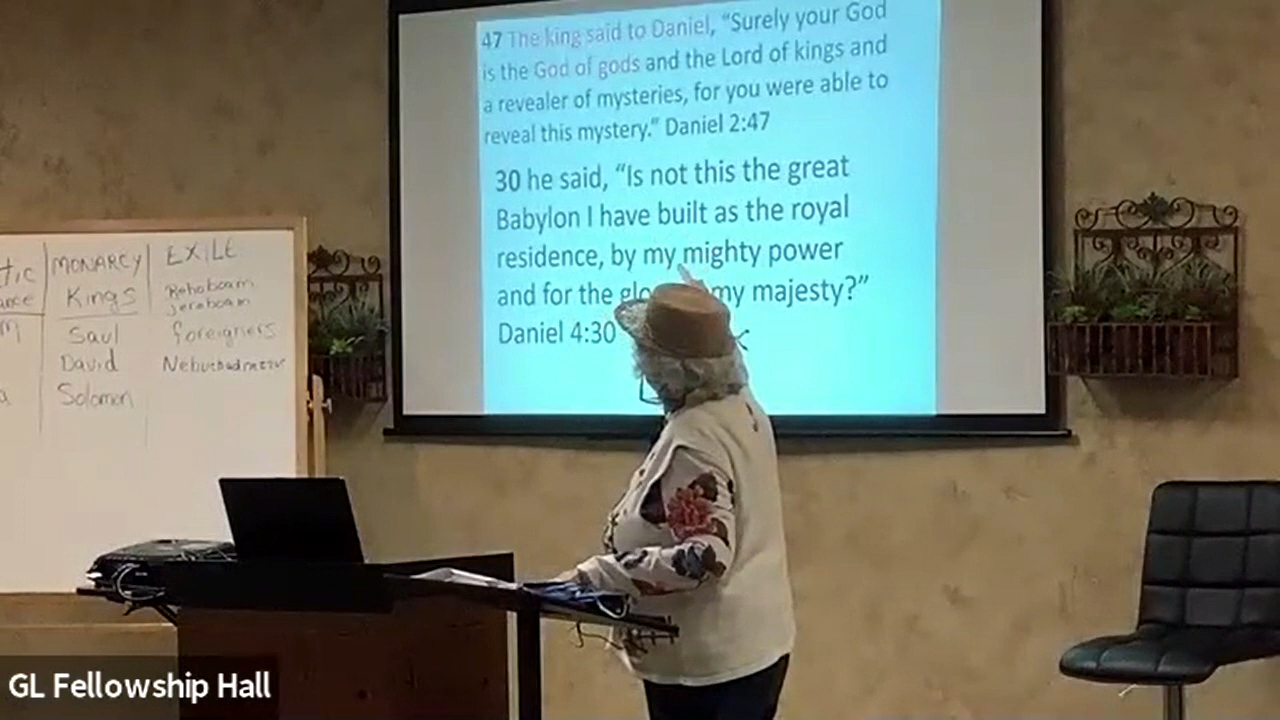 47 The king said to Daniel, “Surely your God
is the God of gods and the Lord of kings and
a revealer of mysteries, for you were able to
reveal this mystery.” Daniel 2:47
30 he said, “Is not this the great
Babylon I have built as the royal
residence, by my mighty power
and for the my majesty?”
Daniel 4:30
MONARCY EXILE
Kings Rehoboam
Jeroboam
Saul foreigners
David
Solomon
GL Fellowship Hall